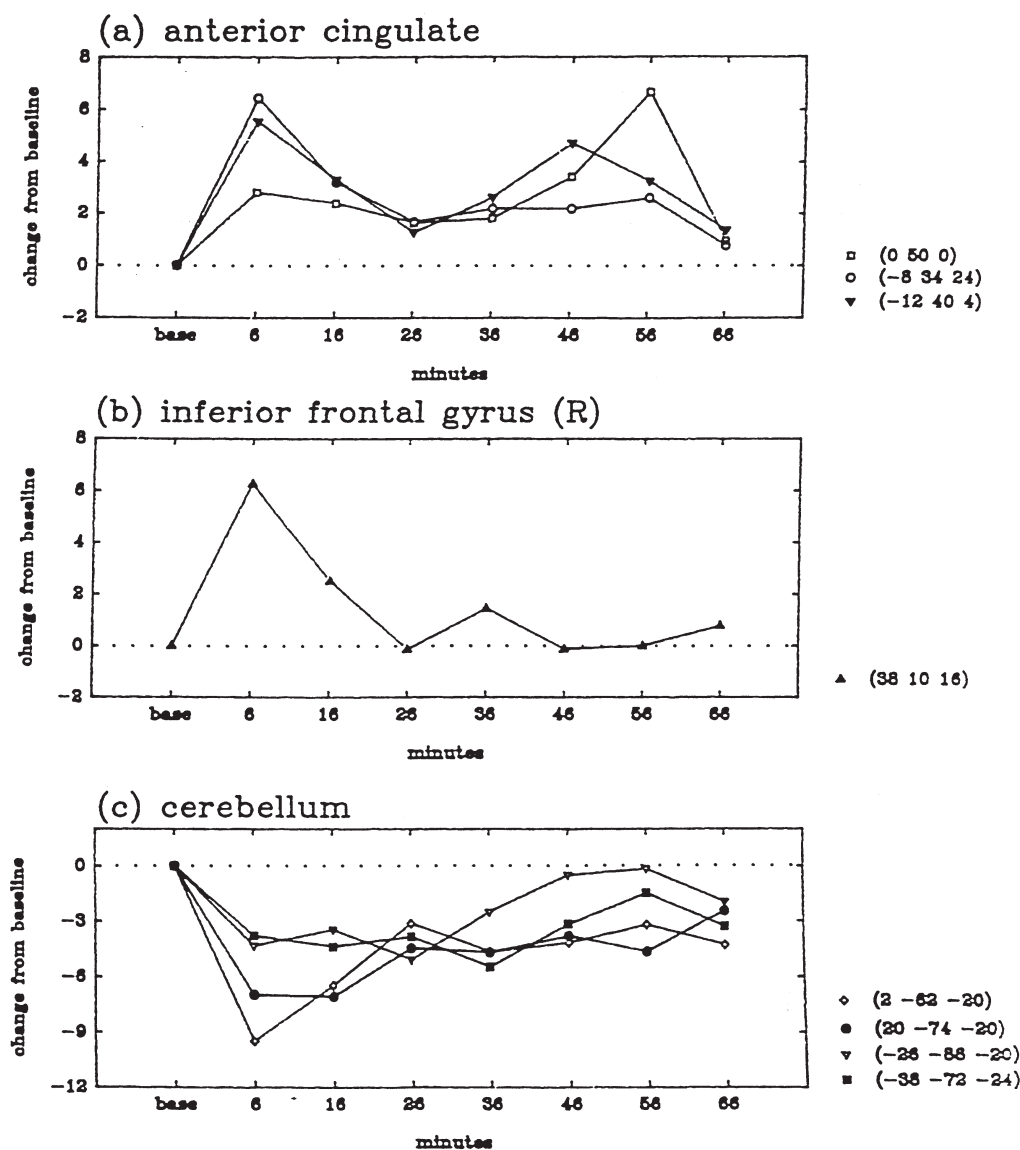 (a) anterior cingulate
change from baseline
8
6
4
2
0
−2
base 6 16 26 36 46 56 66
minutes
(0 50 0)
(−8 34 24)
(−12 40 4)
(b) inferior frontal gyrus (R)
change from baseline
8
6
4
2
0
−2
base 6 16 26 36 46 56 66
minutes
(38 10 16)
(c) cerebellum
change from baseline
0
−3
−6
−9
−12
base 6 16 26 36 46 56 66
minutes
(2 −62 −20)
(20 −74 −20)
(−26 −88 −20)
(−38 −72 −24)